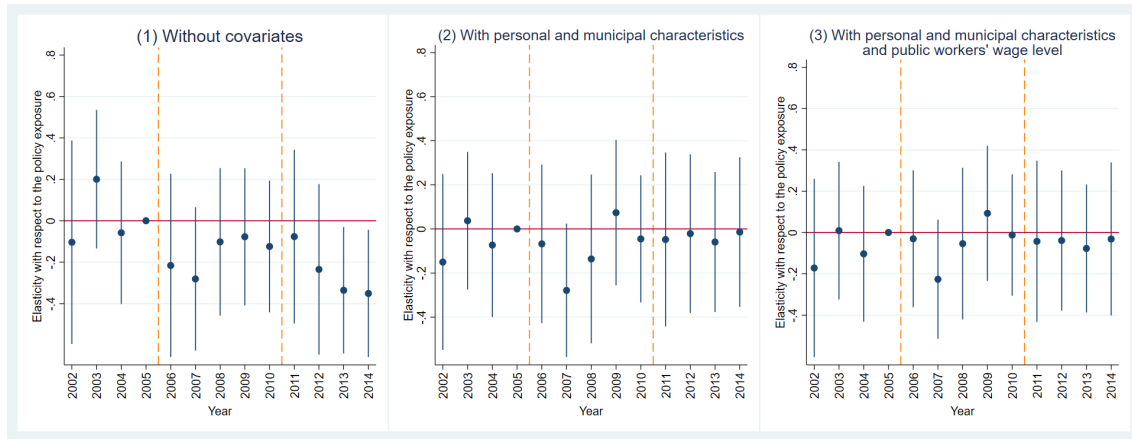 (1) Without covariates
Elasticity with respect to the policy exposure
.8
.6
.4
.2
0
-.2
-.4
2002 2003 2004 2005 2006 2007 2008 2009 2010 2011 2012 2013 2014
Year
(2) With personal and municipal characteristics
Elasticity with respect to the policy exposure
.8
.6
.4
.2
0
-.2
-.4
2002 2003 2004 2005 2006 2007 2008 2009 2010 2011 2012 2013 2014
Year
(3) With personal and municipal characteristics
and public workers' wage level
Elasticity with respect to the policy exposure
.8
.6
.4
.2
0
-.2
-.4
2002 2003 2004 2005 2006 2007 2008 2009 2010 2011 2012 2013 2014
Year